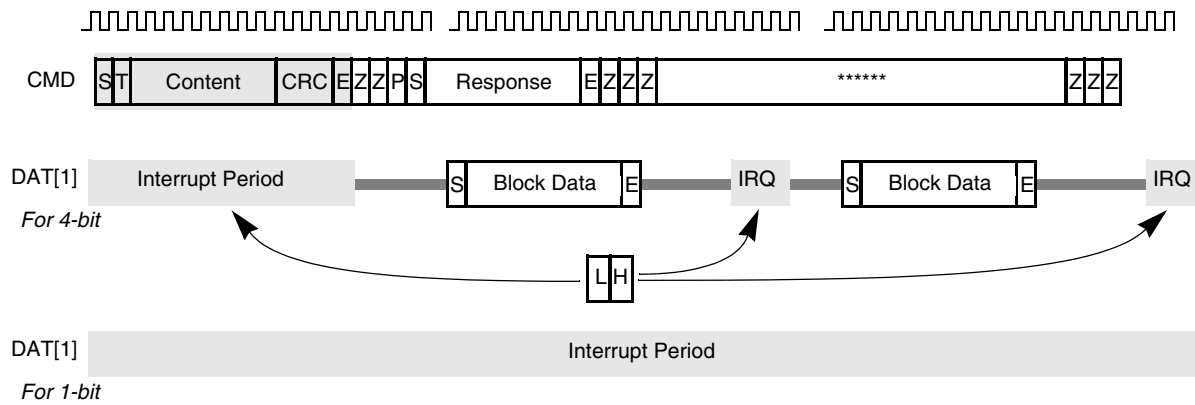 CMD S T Content CRC E Z Z P S Response E Z Z Z ****** Z Z Z
DAT[1] Interrupt Period S Block Data E IRQ S Block Data E IRQ
For 4-bit
L H
DAT[1] Interrupt Period
For 1-bit